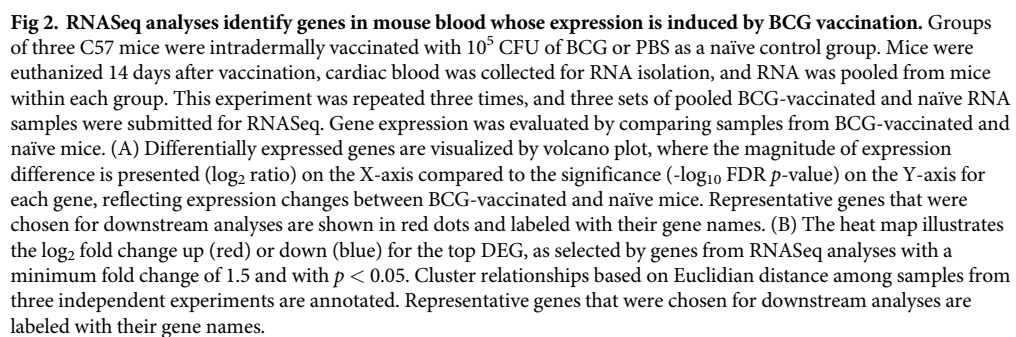 Fig 2. RNASeq analyses identify genes in mouse blood whose expression is induced by BCG vaccination. Groups
of three C57 mice were intradermally vaccinated with 10⁵ CFU of BCG or PBS as a naïve control group. Mice were
euthanized 14 days after vaccination, cardiac blood was collected for RNA isolation, and RNA was pooled from mice
within each group. This experiment was repeated three times, and three sets of pooled BCG-vaccinated and naïve RNA
samples were submitted for RNASeq. Gene expression was evaluated by comparing samples from BCG-vaccinated and
naïve mice. (A) Differentially expressed genes are visualized by volcano plot, where the magnitude of expression
difference is presented (log₂ ratio) on the X-axis compared to the significance (-log₁₀ FDR p-value) on the Y-axis for
each gene, reflecting expression changes between BCG-vaccinated and naïve mice. Representative genes that were
chosen for downstream analyses are shown in red dots and labeled with their gene names. (B) The heat map illustrates
the log₂ fold change up (red) or down (blue) for the top DEG, as selected by genes from RNASeq analyses with a
minimum fold change of 1.5 and with p < 0.05. Cluster relationships based on Euclidian distance among samples from
three independent experiments are annotated. Representative genes that were chosen for downstream analyses are
labeled with their gene names.